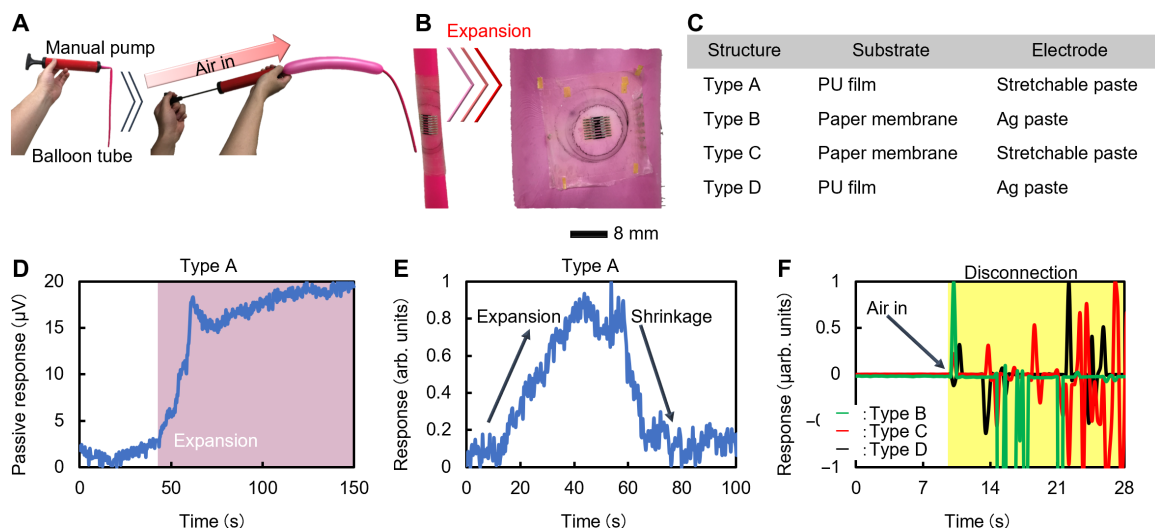 A
Manual pump
Air in
Balloon tube
B
Expansion
8 mm
C
Structure Substrate Electrode
Type A PU film Stretchable paste
Type B Paper membrane Ag paste
Type C Paper membrane Stretchable paste
Type D PU film Ag paste
D
Type A
Passive response (μV)
20
15
10
5
0
Expansion
0 50 100 150
Time (s)
E
Type A
Response (arb. units)
1
0.8
0.6
0.4
0.2
0
Expansion
Shrinkage
0 20 40 60 80 100
Time (s)
F
Disconnection
Response (μarb. units)
1
0.5
0
−1
Air in
: Type B
: Type C
: Type D
0 7 14 21 28
Time (s)